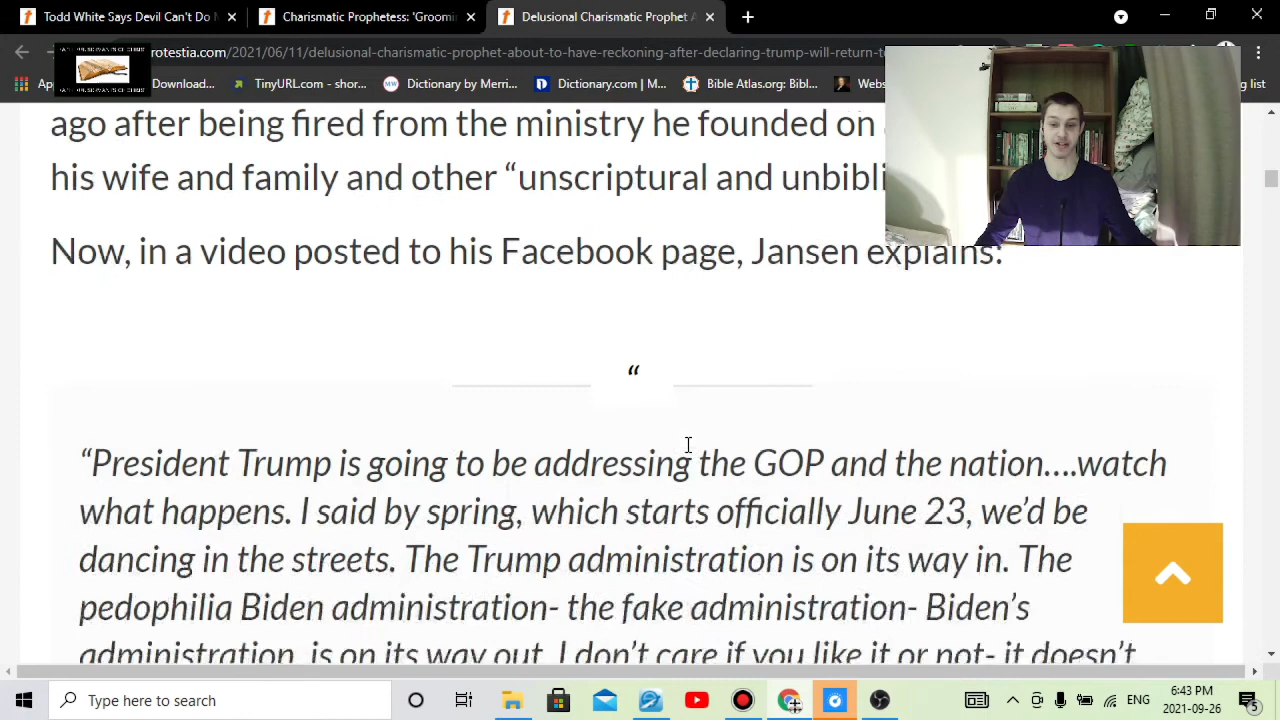 Todd White Says Devil Can't Do
Charismatic Prophetess: 'Groomin
Delusional Charismatic Prophet A
rotestia.com/2021/06/11/delusional-charismatic-prophet-about-to-have-reckoning-after-declaring-trump-will-return-t
Download...
TinyURL.com - shor...
Dictionary by Merri...
Dictionary.com | M...
Bible Atlas.org:
Web
ng list
ago after being fired from the ministry he founded on
his wife and family and other “unscriptural and unbibli
Now, in a video posted to his Facebook page, Jansen explains:
“
“President Trump is going to be addressing the GOP and the nation….watch
what happens. I said by spring, which starts officially June 23, we’d be
dancing in the streets. The Trump administration is on its way in. The
pedophilia Biden administration- the fake administration- Biden’s
administration is on its way out. I don’t care if you like it or not- it doesn’t
Type here to search
ENG
6:43 PM
2021-09-26
5